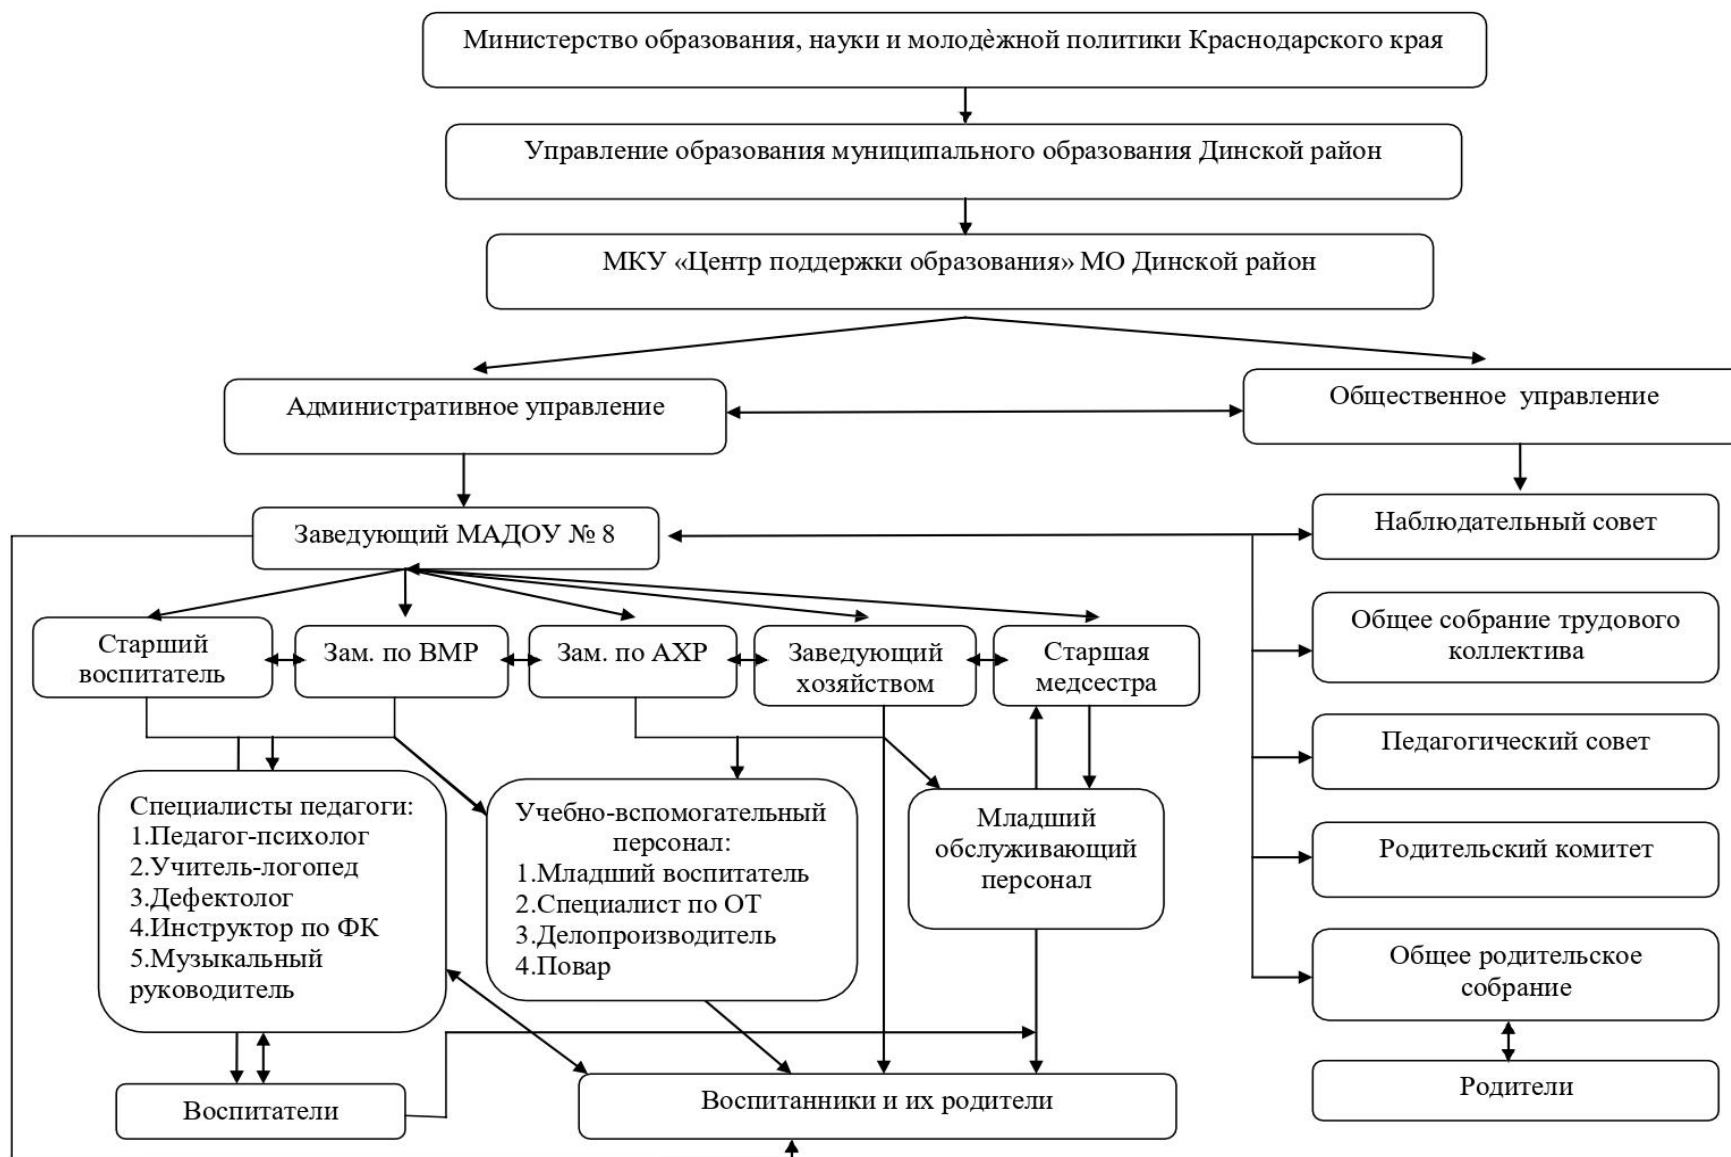 Министерство образования, науки и молодѐжной политики Краснодарского края
Управление образования муниципального образования Динской район
МКУ «Центр поддержки образования» МО Динской район
Административное управление
Общественное управление
Заведующий МАДОУ № 8
Наблюдательный совет
Старший
воспитатель
Зам. по ВМР
Зам. по АХР
Заведующий
хозяйством
Старшая
медсестра
Общее собрание трудового
коллектива
Педагогический совет
Специалисты педагоги:
1.Педагог-психолог
2.Учитель-логопед
3.Дефектолог
4.Инструктор по ФК
5.Музыкальный
руководитель
Учебно-вспомогательный
персонал:
1.Младший воспитатель
2.Специалист по ОТ
3.Делопроизводитель
4.Повар
Младший
обслуживающий
персонал
Родительский комитет
Общее родительское
собрание
Воспитатели
Воспитанники и их родители
Родители